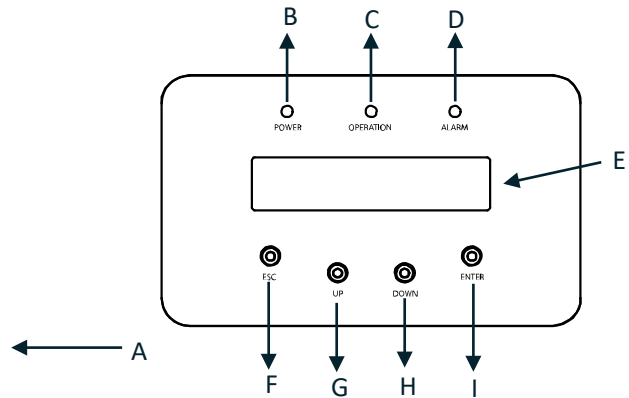 B C D
POWER OPERATION ALARM
E
ESC ENTER
UP DOWN
A
F G H I